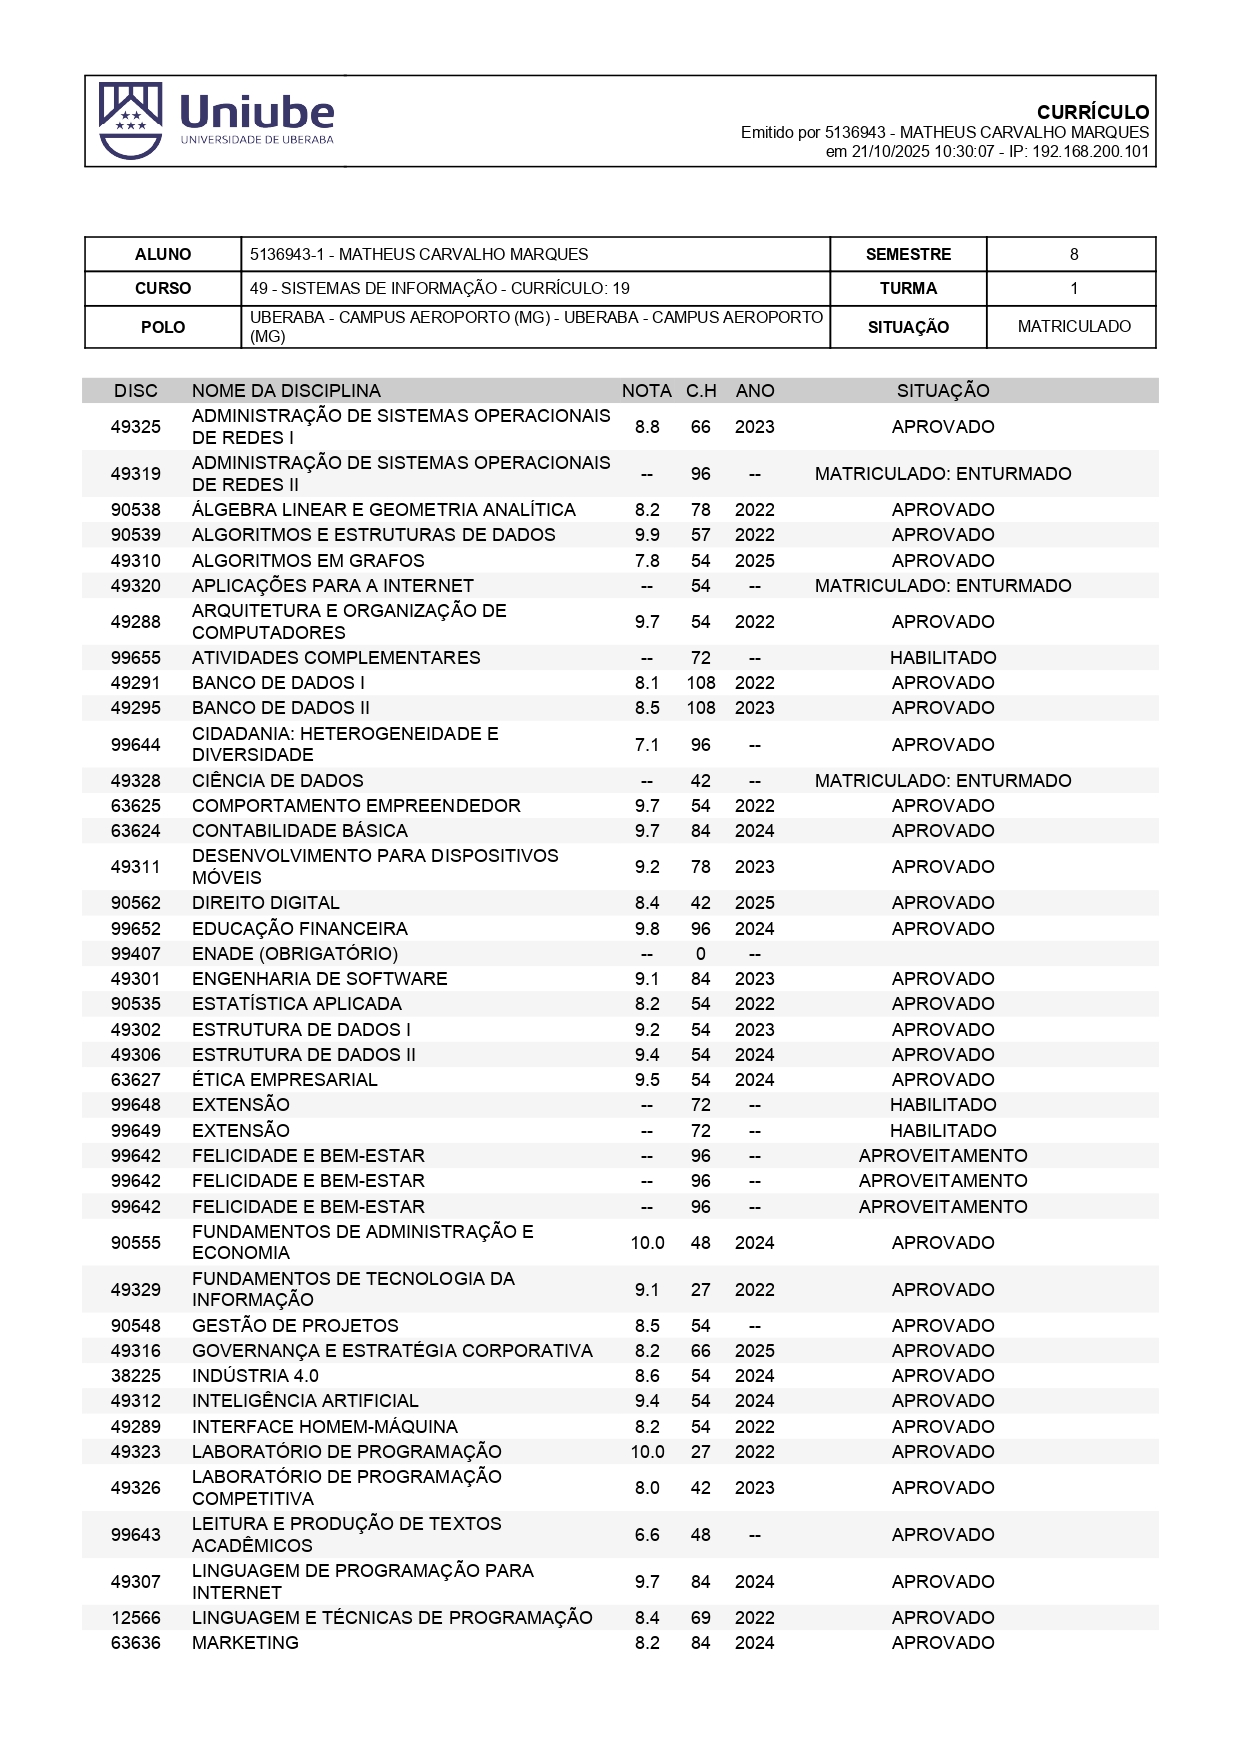 Uniube
UNIVERSIDADE DE UBERABA
CURRÍCULO
Emitido por 5136943 - MATHEUS CARVALHO MARQUES
em 21/10/2025 10:30:07 - IP: 192.168.200.101
ALUNO 5136943-1 - MATHEUS CARVALHO MARQUES SEMESTRE 8
CURSO 49 - SISTEMAS DE INFORMAÇÃO - CURRÍCULO: 19 TURMA 1
POLO UBERABA - CAMPUS AEROPORTO (MG) - UBERABA - CAMPUS AEROPORTO
(MG) SITUAÇÃO MATRICULADO
DISC NOME DA DISCIPLINA NOTA C.H ANO SITUAÇÃO
ADMINISTRAÇÃO DE SISTEMAS OPERACIONAIS
49325 DE REDES I 8.8 66 2023 APROVADO
ADMINISTRAÇÃO DE SISTEMAS OPERACIONAIS
49319 DE REDES II -- 96 -- MATRICULADO: ENTURMADO
90538 ÁLGEBRA LINEAR E GEOMETRIA ANALÍTICA 8.2 78 2022 APROVADO
90539 ALGORITMOS E ESTRUTURAS DE DADOS 9.9 57 2022 APROVADO
49310 ALGORITMOS EM GRAFOS 7.8 54 2025 APROVADO
49320 APLICAÇÕES PARA A INTERNET -- 54 -- MATRICULADO: ENTURMADO
ARQUITETURA E ORGANIZAÇÃO DE
49288 COMPUTADORES 9.7 54 2022 APROVADO
99655 ATIVIDADES COMPLEMENTARES -- 72 -- HABILITADO
49291 BANCO DE DADOS I 8.1 108 2022 APROVADO
49295 BANCO DE DADOS II 8.5 108 2023 APROVADO
CIDADANIA: HETEROGENEIDADE E
99644 DIVERSIDADE 7.1 96 -- APROVADO
49328 CIÊNCIA DE DADOS -- 42 -- MATRICULADO: ENTURMADO
63625 COMPORTAMENTO EMPREENDEDOR 9.7 54 2022 APROVADO
63624 CONTABILIDADE BÁSICA 9.7 84 2024 APROVADO
DESENVOLVIMENTO PARA DISPOSITIVOS
49311 MÓVEIS 9.2 78 2023 APROVADO
90562 DIREITO DIGITAL 8.4 42 2025 APROVADO
99652 EDUCAÇÃO FINANCEIRA 9.8 96 2024 APROVADO
99407 ENADE (OBRIGATÓRIO) -- 0 --
49301 ENGENHARIA DE SOFTWARE 9.1 84 2023 APROVADO
90535 ESTATÍSTICA APLICADA 8.2 54 2022 APROVADO
49302 ESTRUTURA DE DADOS I 9.2 54 2023 APROVADO
49306 ESTRUTURA DE DADOS II 9.4 54 2024 APROVADO
63627 ÉTICA EMPRESARIAL 9.5 54 2024 APROVADO
99648 EXTENSÃO -- 72 -- HABILITADO
99649 EXTENSÃO -- 72 -- HABILITADO
99642 FELICIDADE E BEM-ESTAR -- 96 -- APROVEITAMENTO
99642 FELICIDADE E BEM-ESTAR -- 96 -- APROVEITAMENTO
99642 FELICIDADE E BEM-ESTAR -- 96 -- APROVEITAMENTO
FUNDAMENTOS DE ADMINISTRAÇÃO E
90555 ECONOMIA 10.0 48 2024 APROVADO
FUNDAMENTOS DE TECNOLOGIA DA
49329 INFORMAÇÃO 9.1 27 2022 APROVADO
90548 GESTÃO DE PROJETOS 8.5 54 -- APROVADO
49316 GOVERNANÇA E ESTRATÉGIA CORPORATIVA 8.2 66 2025 APROVADO
38225 INDÚSTRIA 4.0 8.6 54 2024 APROVADO
49312 INTELIGÊNCIA ARTIFICIAL 9.4 54 2024 APROVADO
49289 INTERFACE HOMEM-MÁQUINA 8.2 54 2022 APROVADO
49323 LABORATÓRIO DE PROGRAMAÇÃO 10.0 27 2022 APROVADO
LABORATÓRIO DE PROGRAMAÇÃO
49326 COMPETITIVA 8.0 42 2023 APROVADO
LEITURA E PRODUÇÃO DE TEXTOS
99643 ACADÊMICOS 6.6 48 -- APROVADO
LINGUAGEM DE PROGRAMAÇÃO PARA
49307 INTERNET 9.7 84 2024 APROVADO
12566 LINGUAGEM E TÉCNICAS DE PROGRAMAÇÃO 8.4 69 2022 APROVADO
63636 MARKETING 8.2 84 2024 APROVADO